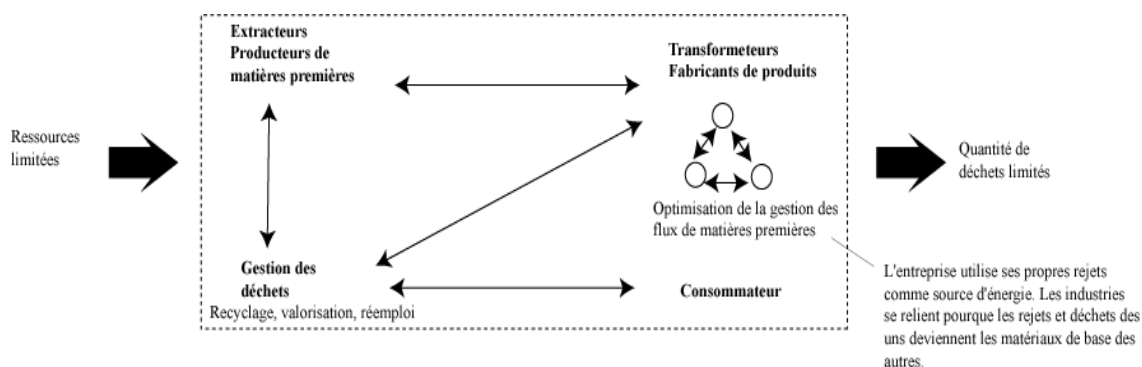 Extracteurs
Producteurs de
matières premières
Transformeteurs
Fabricants de produits
Ressources
limitées
Quantité de
déchets limités
Optimisation de la gestion des
flux de matières premières
Gestion des
déchets
Recyclage, valorisation, réemploi
Consommateur
L'entreprise utilise ses propres rejets
comme source d'énergie. Les industries
se relient pourque les rejets et déchets des
uns deviennent les matériaux de base des
autres.